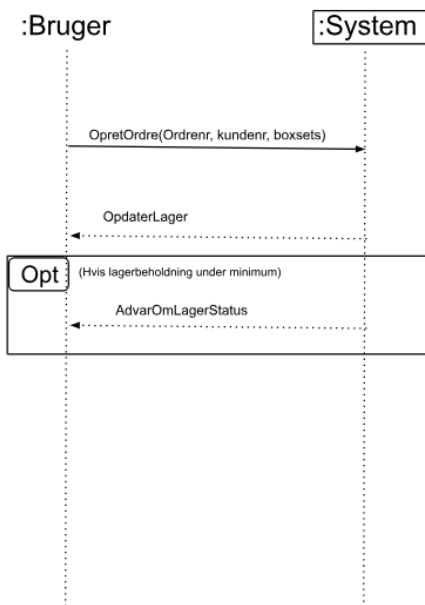 :Bruger
:System
OpretOrdre(Ordrenr, kundenr, boxsets)
OpdaterLager
Opt
(Hvis lagerbeholdning under minimum)
AdvarOmLagerStatus